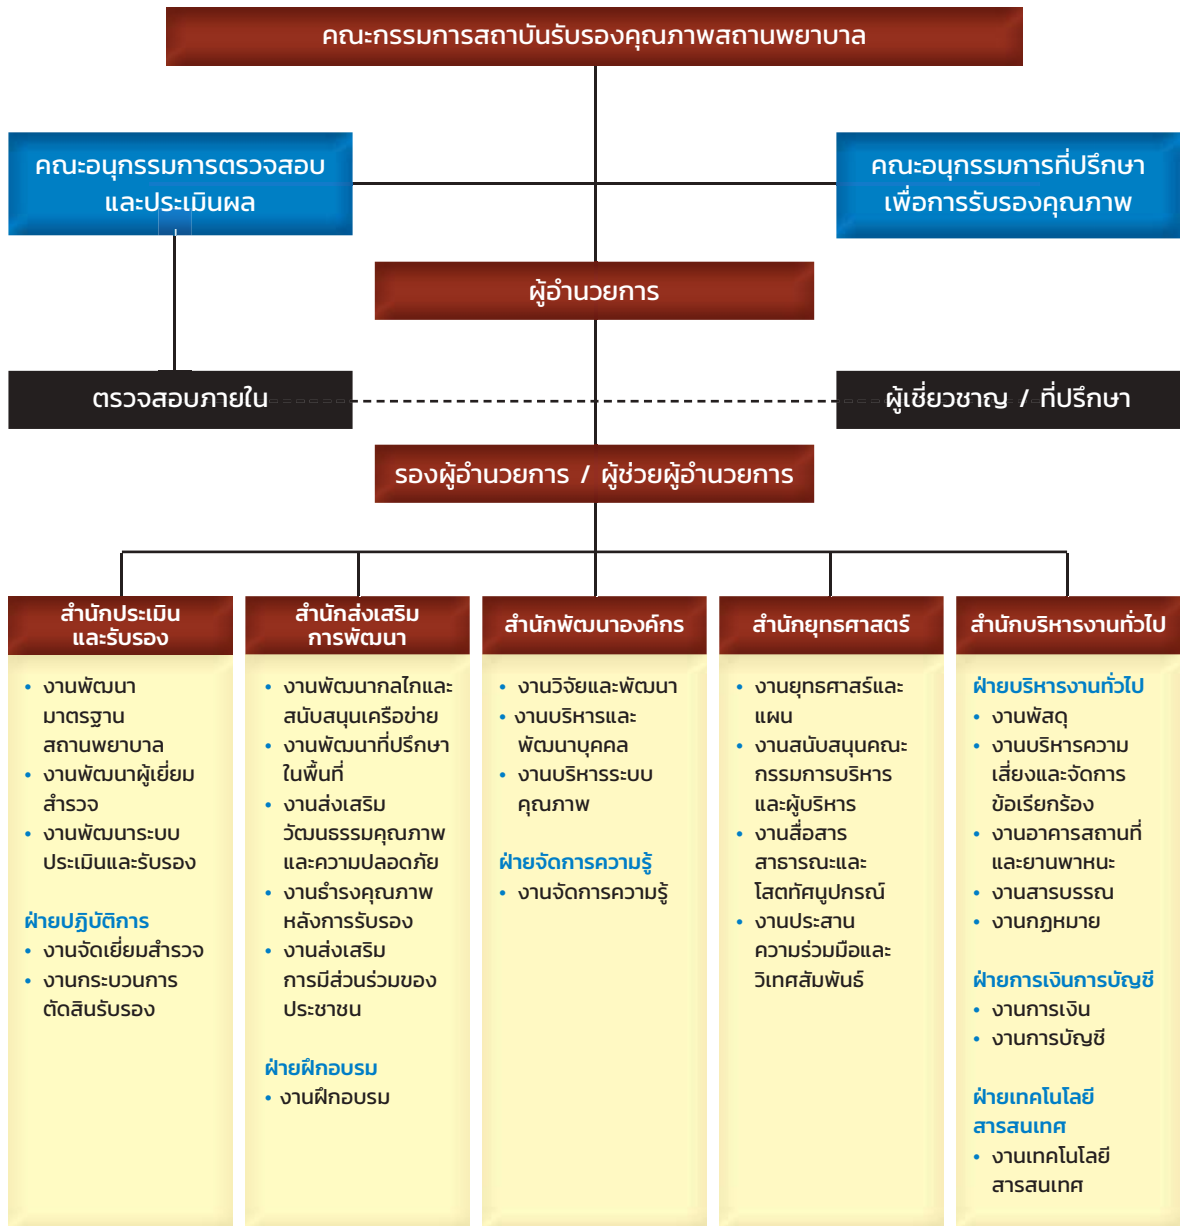 คณะกรรมการสถาบันรับรองคุณภาพสถานพยาบาล
คณะอนุกรรมการตรวจสอบ
และประเมินผล
คณะอนุกรรมการที่ปรึกษา
เพื่อการรับรองคุณภาพ
ผู้อำนวยการ
ตรวจสอบภายใน
ผู้เชี่ยวชาญ / ที่ปรึกษา
รองผู้อำนวยการ / ผู้ช่วยผู้อำนวยการ
สำนักประเมิน
และรับรอง
• งานพัฒนา
มาตรฐาน
สถานพยาบาล
• งานพัฒนาผู้เยี่ยม
สำรวจ
• งานพัฒนาระบบ
ประเมินและรับรอง
ฝ่ายปฏิบัติการ
• งานจัดเยี่ยมสำรวจ
• งานกระบวนการ
ตัดสินรับรอง
สำนักส่งเสริม
การพัฒนา
• งานพัฒนากลไกและ
สนับสนุนเครือข่าย
• งานพัฒนาที่ปรึกษา
ในพื้นที่
• งานส่งเสริม
วัฒนธรรมคุณภาพ
และความปลอดภัย
• งานธำรงคุณภาพ
หลังการรับรอง
• งานส่งเสริม
การมีส่วนร่วมของ
ประชาชน
ฝ่ายฝึกอบรม
• งานฝึกอบรม
สำนักพัฒนาองค์กร
• งานวิจัยและพัฒนา
• งานบริหารและ
พัฒนาบุคคล
• งานบริหารระบบ
คุณภาพ
ฝ่ายจัดการความรู้
• งานจัดการความรู้
สำนักยุทธศาสตร์
• งานยุทธศาสร์และ
แผน
• งานสนับสนุนคณะ
กรรมการบริหาร
และผู้บริหาร
• งานสื่อสาร
สาธารณะและ
โสตทัศนูปกรณ์
• งานประสาน
ความร่วมมือและ
วิเทศสัมพันธ์
สำนักบริหารงานทั่วไป
ฝ่ายบริหารงานทั่วไป
• งานพัสดุ
• งานบริหารความ
เสี่ยงและจัดการ
ข้อเรียกร้อง
• งานอาคารสถานที่
และยานพาหนะ
• งานสารบรรณ
• งานกฎหมาย
ฝ่ายการเงินการบัญชี
• งานการเงิน
• งานการบัญชี
ฝ่ายเทคโนโลยี
สารสนเทศ
• งานเทคโนโลยี
สารสนเทศ